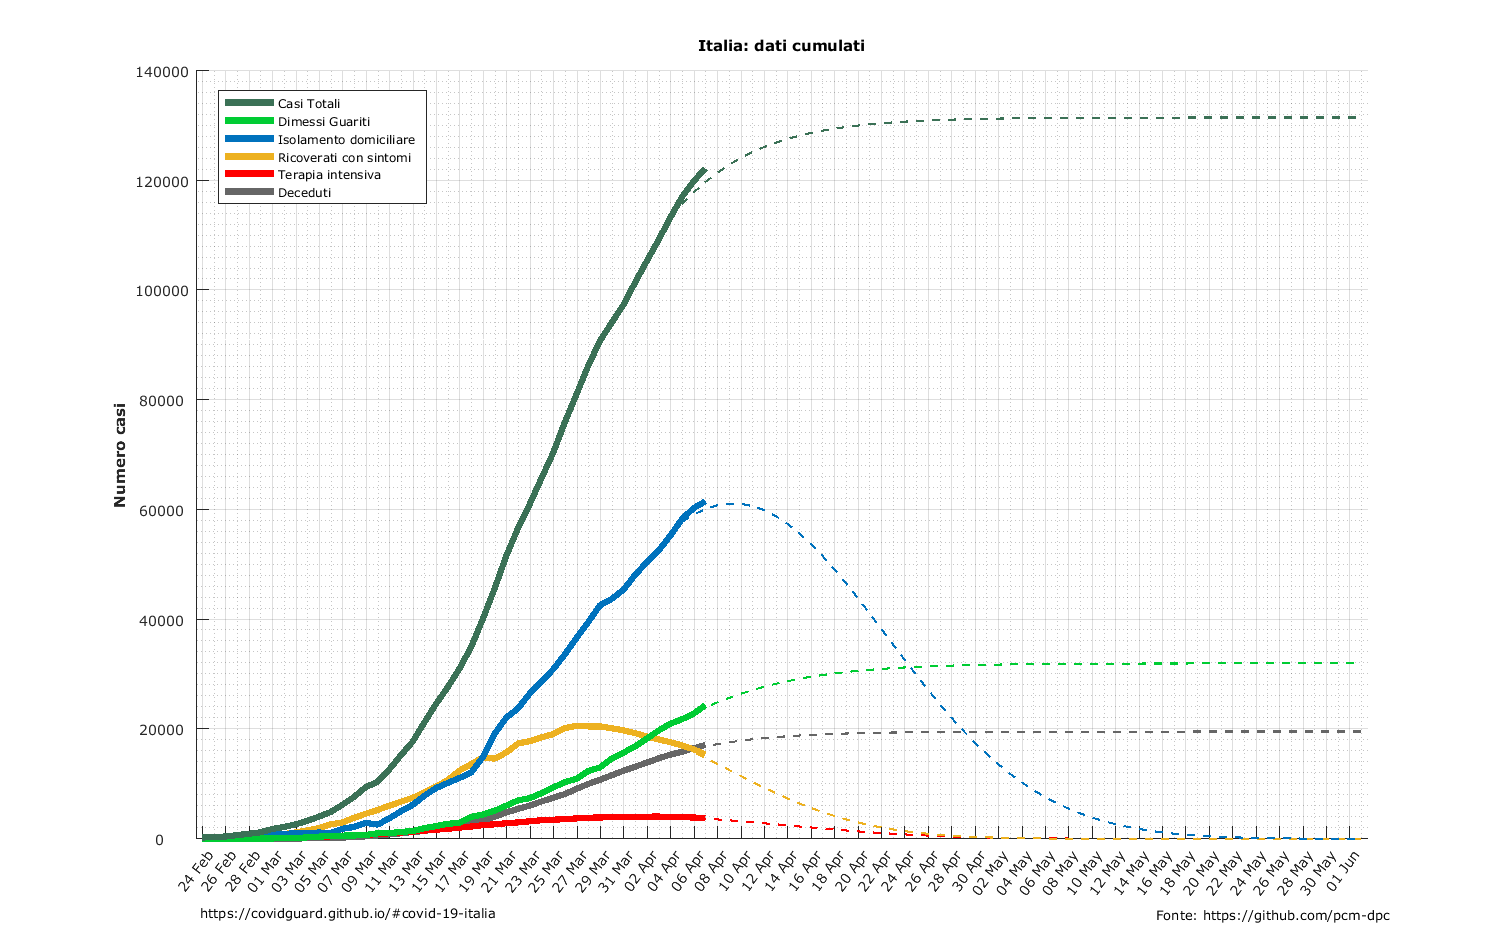 Italia: dati cumulati
Numero casi
140000
120000
100000
80000
60000
40000
20000
0
Casi Totali
Dimessi Guariti
Isolamento domiciliare
Ricoverati con sintomi
Terapia intensiva
Deceduti
24 Feb
26 Feb
28 Feb
01 Mar
03 Mar
05 Mar
07 Mar
09 Mar
11 Mar
13 Mar
15 Mar
17 Mar
19 Mar
21 Mar
23 Mar
25 Mar
27 Mar
29 Mar
31 Mar
02 Apr
04 Apr
06 Apr
08 Apr
10 Apr
12 Apr
14 Apr
16 Apr
18 Apr
20 Apr
22 Apr
24 Apr
26 Apr
28 Apr
30 Apr
02 May
04 May
06 May
08 May
10 May
12 May
14 May
16 May
18 May
20 May
22 May
24 May
26 May
28 May
30 May
01 Jun
https://covidguard.github.io/#covid-19-italia
Fonte: https://github.com/pcm-dpc